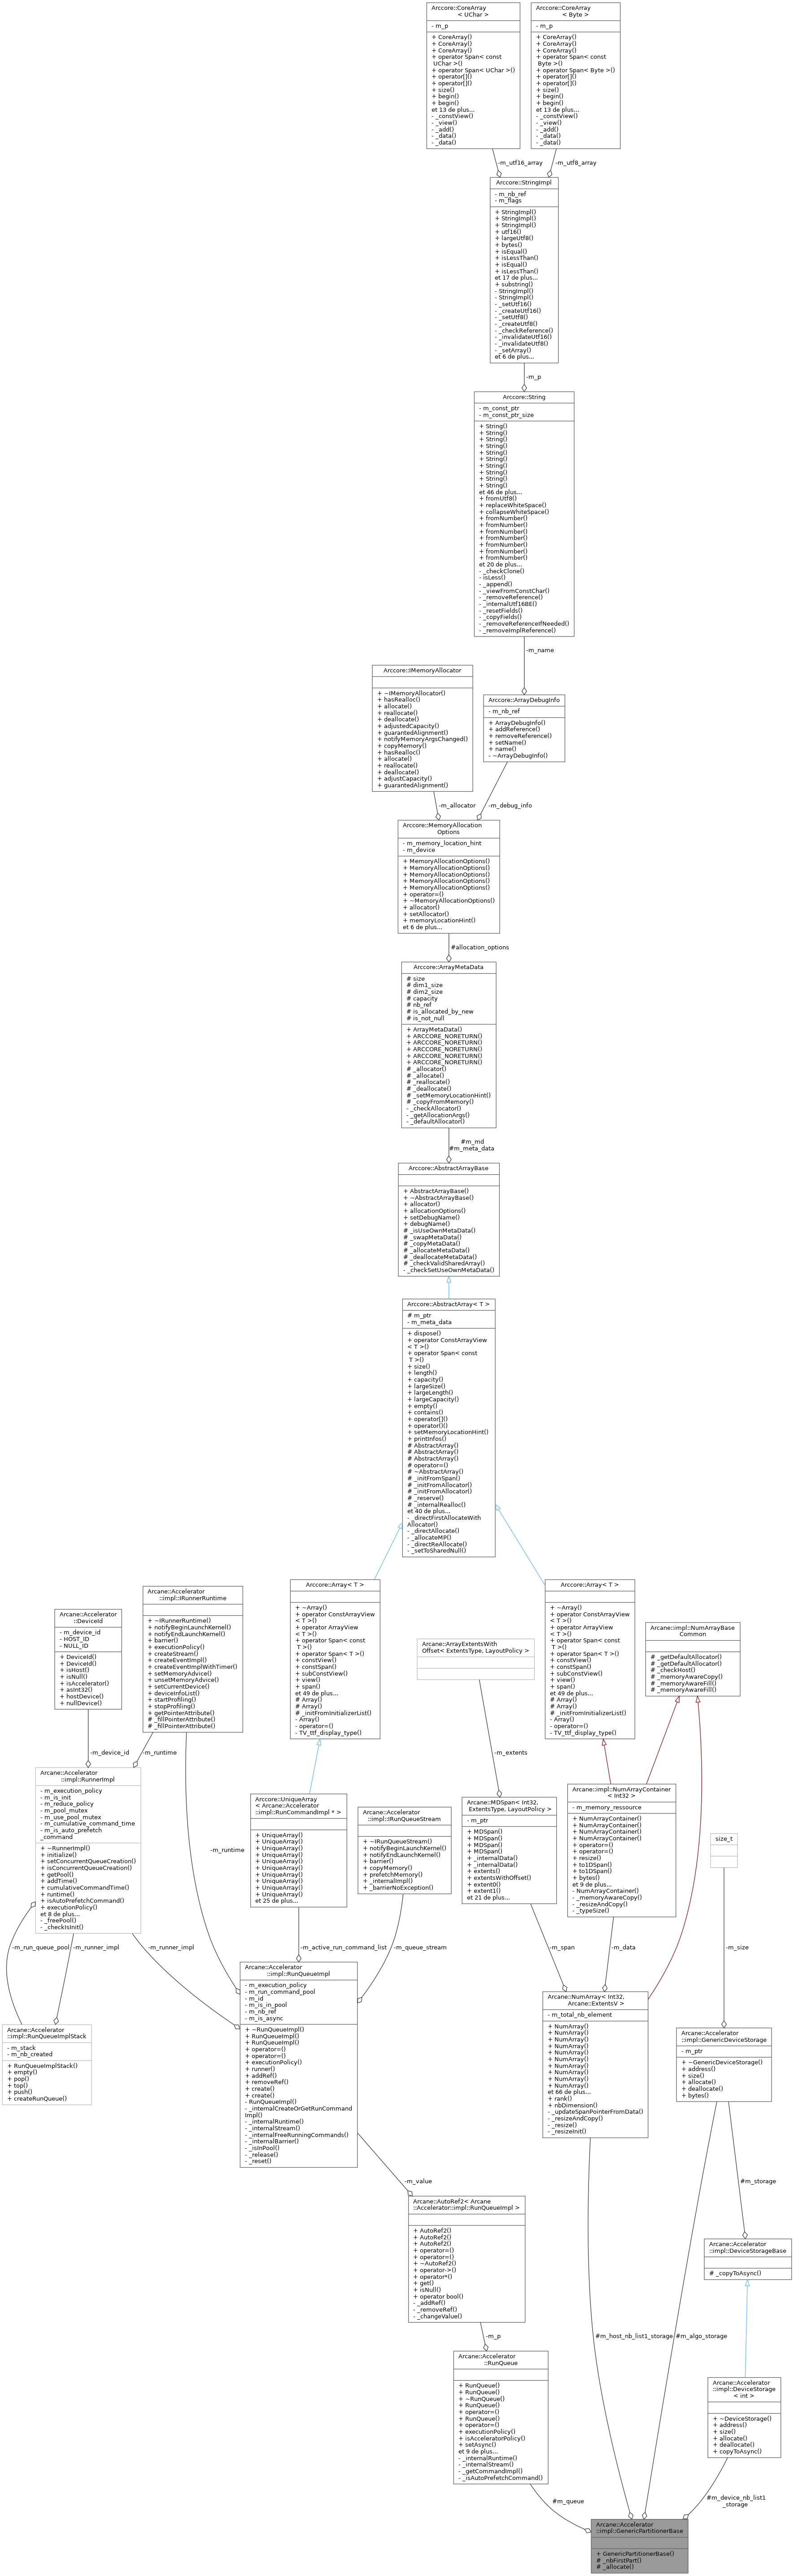 Arccore::CoreArray
< UChar >
- m_p
+ CoreArray()
+ CoreArray()
+ CoreArray()
+ operator Span< const
UChar >()
+ operator Span< UChar >()
+ operator[]()
+ operator[]()
+ size()
+ begin()
+ begin()
et 13 de plus...
- _constView()
- _view()
- _add()
- _data()
- _data()
Arccore::CoreArray
< Byte >
- m_p
+ CoreArray()
+ CoreArray()
+ CoreArray()
+ operator Span< const
Byte >()
+ operator Span< Byte >()
+ operator[]()
+ operator[]()
+ size()
+ begin()
+ begin()
et 13 de plus...
- _constView()
- _view()
- _add()
- _data()
- _data()
-m_utf16_array
-m_utf8_array
Arccore::StringImpl
- m_nb_ref
- m_flags
+ StringImpl()
+ StringImpl()
+ StringImpl()
+ utf16()
+ largeUtf8()
+ bytes()
+ isEqual()
+ isLessThan()
+ isEqual()
+ isLessThan()
et 17 de plus...
+ substring()
- StringImpl()
- StringImpl()
- _setUtf16()
- _createUtf16()
- _setUtf8()
- _createUtf8()
- _checkReference()
- _invalidateUtf16()
- _invalidateUtf8()
- _setArray()
et 6 de plus...
-m_p
Arccore::String
- m_const_ptr
- m_const_ptr_size
+ String()
+ String()
+ String()
+ String()
+ String()
+ String()
+ String()
+ String()
+ String()
+ String()
et 46 de plus...
+ fromUtf8()
+ replaceWhiteSpace()
+ collapseWhiteSpace()
+ fromNumber()
+ fromNumber()
+ fromNumber()
+ fromNumber()
+ fromNumber()
+ fromNumber()
+ fromNumber()
et 20 de plus...
- _checkClone()
- isLess()
- _append()
- _viewFromConstChar()
- _removeReference()
- _internalUtf16BE()
- _resetFields()
- _copyFields()
- _removeReferenceIfNeeded()
- _removeImplReference()
-m_name
Arccore::IMemoryAllocator
+ ~IMemoryAllocator()
+ hasRealloc()
+ allocate()
+ reallocate()
+ deallocate()
+ adjustedCapacity()
+ guarantedAlignment()
+ notifyMemoryArgsChanged()
+ copyMemory()
+ hasRealloc()
+ allocate()
+ reallocate()
+ deallocate()
+ adjustCapacity()
+ guarantedAlignment()
Arccore::ArrayDebugInfo
- m_nb_ref
+ ArrayDebugInfo()
+ addReference()
+ removeReference()
+ setName()
+ name()
- ~ArrayDebugInfo()
-m_allocator
-m_debug_info
Arccore::MemoryAllocation
Options
- m_memory_location_hint
- m_device
+ MemoryAllocationOptions()
+ MemoryAllocationOptions()
+ MemoryAllocationOptions()
+ MemoryAllocationOptions()
+ MemoryAllocationOptions()
+ operator=()
+ ~MemoryAllocationOptions()
+ allocator()
+ setAllocator()
+ memoryLocationHint()
et 6 de plus...
#allocation_options
Arccore::ArrayMetaData
# size
# dim1_size
# dim2_size
# capacity
# nb_ref
# is_allocated_by_new
# is_not_null
+ ArrayMetaData()
+ ARCCORE_NORETURN()
+ ARCCORE_NORETURN()
+ ARCCORE_NORETURN()
+ ARCCORE_NORETURN()
+ ARCCORE_NORETURN()
# _allocator()
# _allocate()
# _reallocate()
# _deallocate()
# _setMemoryLocationHint()
# _copyFromMemory()
- _checkAllocator()
- _getAllocationArgs()
- _defaultAllocator()
#m_md
#m_meta_data
Arccore::AbstractArrayBase
+ AbstractArrayBase()
+ ~AbstractArrayBase()
+ allocator()
+ allocationOptions()
+ setDebugName()
+ debugName()
# _isUseOwnMetaData()
# _swapMetaData()
# _copyMetaData()
# _allocateMetaData()
# _deallocateMetaData()
# _checkValidSharedArray()
- _checkSetUseOwnMetaData()
Arccore::AbstractArray< T >
# m_ptr
- m_meta_data
+ dispose()
+ operator ConstArrayView
< T >()
+ operator Span< const
T >()
+ size()
+ length()
+ capacity()
+ largeSize()
+ largeLength()
+ largeCapacity()
+ empty()
+ contains()
+ operator[]()
+ operator()()
+ setMemoryLocationHint()
+ printInfos()
# AbstractArray()
# AbstractArray()
# AbstractArray()
# operator=()
# ~AbstractArray()
# _initFromSpan()
# _initFromAllocator()
# _initFromAllocator()
# _reserve()
# _internalRealloc()
et 40 de plus...
- _directFirstAllocateWith
Allocator()
- _directAllocate()
- _allocateMP()
- _directReAllocate()
- _setToSharedNull()
Arccore::Array< T >
+ ~Array()
+ operator ConstArrayView
< T >()
+ operator ArrayView
< T >()
+ operator Span< const
T >()
+ operator Span< T >()
+ constView()
+ constSpan()
+ subConstView()
+ view()
+ span()
et 49 de plus...
# Array()
# Array()
# _initFromInitializerList()
- Array()
- operator=()
- TV_ttf_display_type()
Arccore::Array< T >
+ ~Array()
+ operator ConstArrayView
< T >()
+ operator ArrayView
< T >()
+ operator Span< const
T >()
+ operator Span< T >()
+ constView()
+ constSpan()
+ subConstView()
+ view()
+ span()
et 49 de plus...
# Array()
# Array()
# _initFromInitializerList()
- Array()
- operator=()
- TV_ttf_display_type()
Arcane::Accelerator
::impl::IRunnerRuntime
+ ~IRunnerRuntime()
+ notifyBeginLaunchKernel()
+ notifyEndLaunchKernel()
+ barrier()
+ executionPolicy()
+ createStream()
+ createEventImpl()
+ createEventImplWithTimer()
+ setMemoryAdvice()
+ unsetMemoryAdvice()
+ setCurrentDevice()
+ deviceInfoList()
+ startProfiling()
+ stopProfiling()
+ getPointerAttribute()
# _fillPointerAttribute()
# _fillPointerAttribute()
Arcane::Accelerator
::DeviceId
- m_device_id
- HOST_ID
- NULL_ID
+ DeviceId()
+ DeviceId()
+ isHost()
+ isNull()
+ isAccelerator()
+ asInt32()
+ hostDevice()
+ nullDevice()
Arcane::ArrayExtentsWith
Offset< ExtentsType, LayoutPolicy >
Arcane::impl::NumArrayBase
Common
# _getDefaultAllocator()
# _getDefaultAllocator()
# _checkHost()
# _memoryAwareCopy()
# _memoryAwareFill()
# _memoryAwareFill()
-m_device_id
-m_runtime
-m_runtime
-m_extents
Arcane::Accelerator
::impl::RunnerImpl
- m_execution_policy
- m_is_init
- m_reduce_policy
- m_pool_mutex
- m_use_pool_mutex
- m_cumulative_command_time
- m_is_auto_prefetch
_command
+ ~RunnerImpl()
+ initialize()
+ setConcurrentQueueCreation()
+ isConcurrentQueueCreation()
+ getPool()
+ addTime()
+ cumulativeCommandTime()
+ runtime()
+ isAutoPrefetchCommand()
+ executionPolicy()
et 8 de plus...
- _freePool()
- _checkIsInit()
Arccore::UniqueArray
< Arcane::Accelerator
::impl::RunCommandImpl * >
+ UniqueArray()
+ UniqueArray()
+ UniqueArray()
+ UniqueArray()
+ UniqueArray()
+ UniqueArray()
+ UniqueArray()
+ UniqueArray()
+ UniqueArray()
+ UniqueArray()
et 25 de plus...
Arcane::Accelerator
::impl::IRunQueueStream
+ ~IRunQueueStream()
+ notifyBeginLaunchKernel()
+ notifyEndLaunchKernel()
+ barrier()
+ copyMemory()
+ prefetchMemory()
+ _internalImpl()
+ _barrierNoException()
Arcane::MDSpan< Int32,
ExtentsType, LayoutPolicy >
- m_ptr
+ MDSpan()
+ MDSpan()
+ MDSpan()
+ MDSpan()
+ _internalData()
+ _internalData()
+ extents()
+ extentsWithOffset()
+ extent0()
+ extent1()
et 21 de plus...
Arcane::impl::NumArrayContainer
< Int32 >
- m_memory_ressource
+ NumArrayContainer()
+ NumArrayContainer()
+ NumArrayContainer()
+ NumArrayContainer()
+ operator=()
+ operator=()
+ resize()
+ to1DSpan()
+ to1DSpan()
+ bytes()
et 9 de plus...
- NumArrayContainer()
- _memoryAwareCopy()
- _resizeAndCopy()
- _typeSize()
size_t
-m_run_queue_pool
-m_runner_impl
-m_runner_impl
-m_active_run_command_list
-m_queue_stream
-m_span
-m_data
-m_size
Arcane::Accelerator
::impl::RunQueueImplStack
- m_stack
- m_nb_created
+ RunQueueImplStack()
+ empty()
+ pop()
+ top()
+ push()
+ createRunQueue()
Arcane::Accelerator
::impl::RunQueueImpl
- m_execution_policy
- m_run_command_pool
- m_id
- m_is_in_pool
- m_nb_ref
- m_is_async
+ ~RunQueueImpl()
+ RunQueueImpl()
+ RunQueueImpl()
+ operator=()
+ operator=()
+ executionPolicy()
+ runner()
+ addRef()
+ removeRef()
+ create()
+ create()
- RunQueueImpl()
- _internalCreateOrGetRunCommand
Impl()
- _internalRuntime()
- _internalStream()
- _internalFreeRunningCommands()
- _internalBarrier()
- _isInPool()
- _release()
- _reset()
Arcane::NumArray< Int32,
Arcane::ExtentsV >
- m_total_nb_element
+ NumArray()
+ NumArray()
+ NumArray()
+ NumArray()
+ NumArray()
+ NumArray()
+ NumArray()
+ NumArray()
+ NumArray()
+ NumArray()
et 66 de plus...
+ rank()
+ nbDimension()
- _updateSpanPointerFromData()
- _resizeAndCopy()
- _resize()
- _resizeInit()
Arcane::Accelerator
::impl::GenericDeviceStorage
- m_ptr
+ ~GenericDeviceStorage()
+ address()
+ size()
+ allocate()
+ deallocate()
+ bytes()
-m_value
#m_storage
Arcane::AutoRef2< Arcane
::Accelerator::impl::RunQueueImpl >
+ AutoRef2()
+ AutoRef2()
+ AutoRef2()
+ operator=()
+ operator=()
+ ~AutoRef2()
+ operator->()
+ operator*()
+ get()
+ isNull()
+ operator bool()
- _addRef()
- _removeRef()
- _changeValue()
Arcane::Accelerator
::impl::DeviceStorageBase
# _copyToAsync()
-m_p
#m_host_nb_list1_storage
#m_algo_storage
Arcane::Accelerator
::RunQueue
+ RunQueue()
+ RunQueue()
+ ~RunQueue()
+ RunQueue()
+ operator=()
+ RunQueue()
+ operator=()
+ executionPolicy()
+ isAcceleratorPolicy()
+ setAsync()
et 9 de plus...
- _internalRuntime()
- _internalStream()
- _getCommandImpl()
- _isAutoPrefetchCommand()
Arcane::Accelerator
::impl::DeviceStorage
< int >
+ ~DeviceStorage()
+ address()
+ size()
+ allocate()
+ deallocate()
+ copyToAsync()
#m_queue
#m_device_nb_list1
_storage
Arcane::Accelerator
::impl::GenericPartitionerBase
+ GenericPartitionerBase()
# _nbFirstPart()
# _allocate()